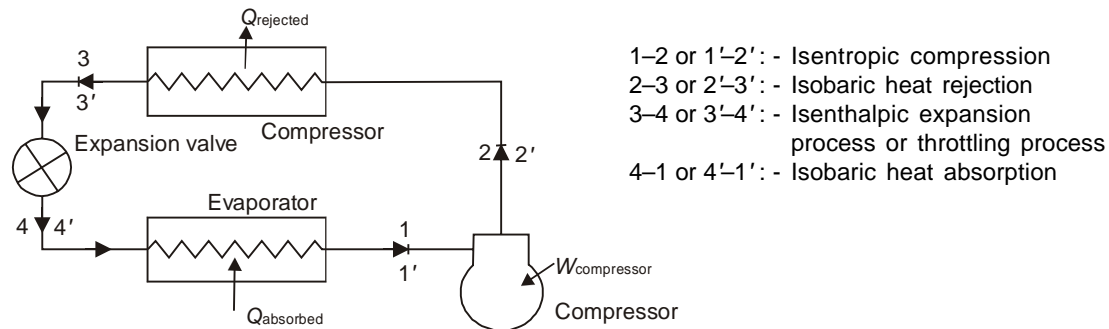 Qrejected
3
3′
Compressor
Expansion valve
2 2′
4 4′
Evaporator
1
1′
Wcompressor
Compressor
Qabsorbed
1–2 or 1′–2′ : - Isentropic compression
2–3 or 2′–3′ : - Isobaric heat rejection
3–4 or 3′–4′ : - Isenthalpic expansion
process or throttling process
4–1 or 4′–1′ : - Isobaric heat absorption